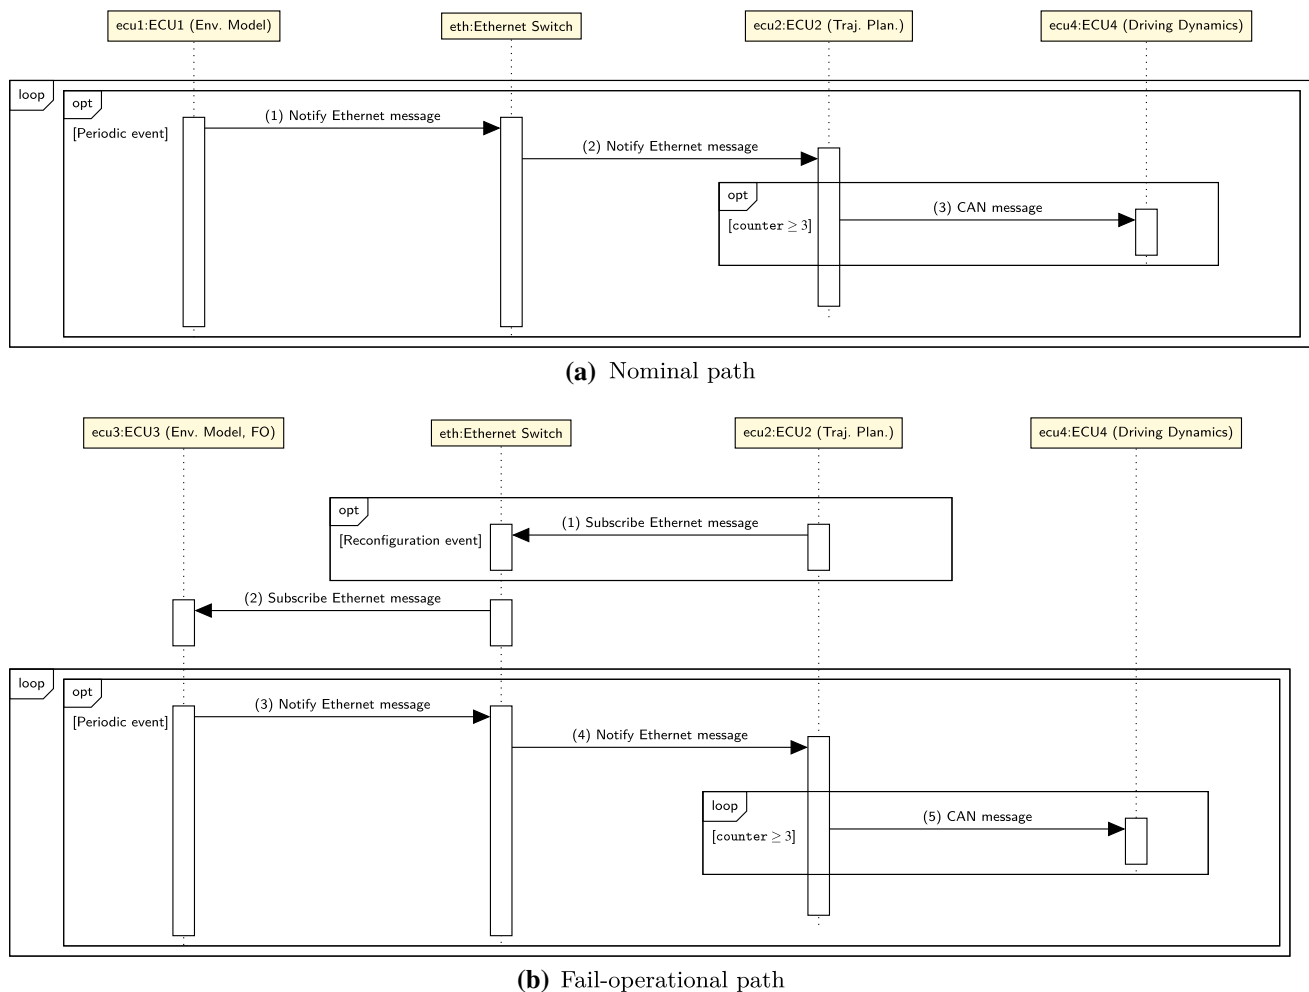 ecu1:ECU1 (Env. Model)
eth:Ethernet Switch
ecu2:ECU2 (Traj. Plan.)
ecu4:ECU4 (Driving Dynamics)
loop
opt
[Periodic event]
(1) Notify Ethernet message
(2) Notify Ethernet message
opt
[counter ≥ 3]
(3) CAN message
(a) Nominal path
ecu3:ECU3 (Env. Model, FO)
eth:Ethernet Switch
ecu2:ECU2 (Traj. Plan.)
ecu4:ECU4 (Driving Dynamics)
opt
[Reconfiguration event]
(1) Subscribe Ethernet message
(2) Subscribe Ethernet message
loop
opt
[Periodic event]
(3) Notify Ethernet message
(4) Notify Ethernet message
loop
[counter ≥ 3]
(5) CAN message
(b) Fail-operational path